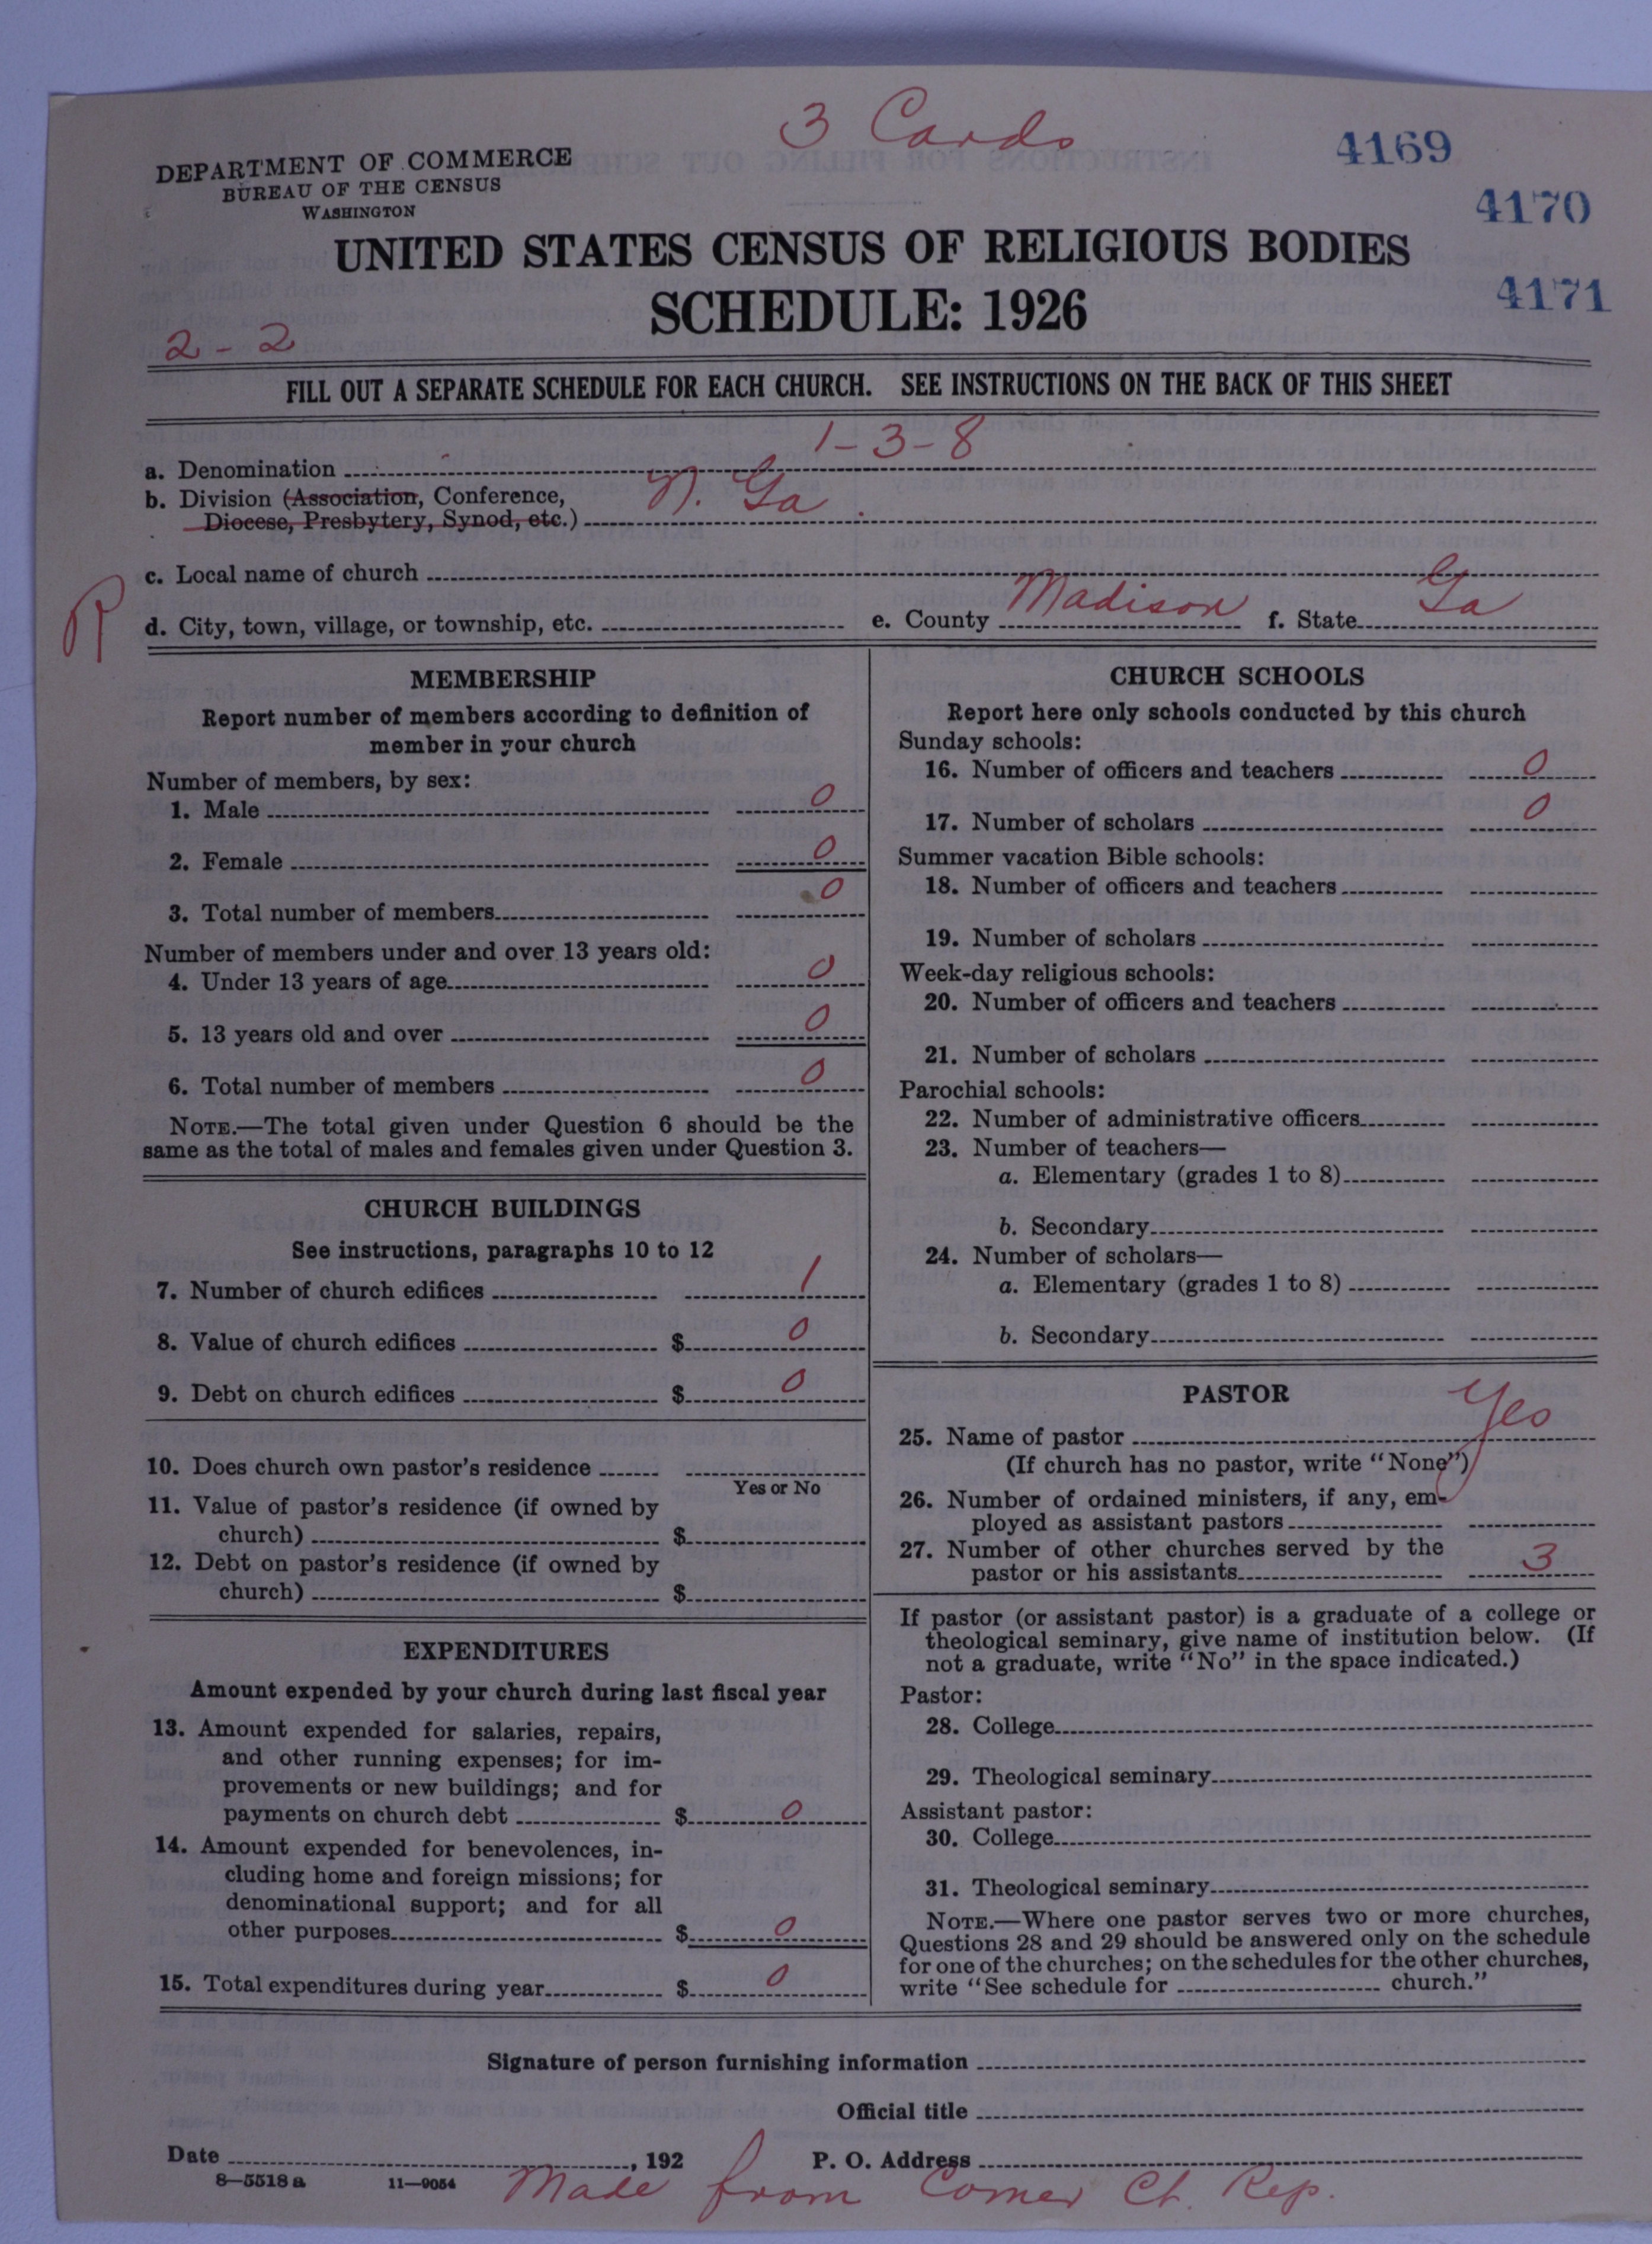 3 Cards
4169
4170
4171
DEPARTMENT OF COMMERCE
BUREAU OF THE CENSUS
WASHINGTON
UNITED STATES CENSUS OF RELIGIOUS BODIES
SCHEDULE: 1926
2-2
FILL OUT A SEPARATE SCHEDULE FOR EACH CHURCH. SEE INSTRUCTIONS ON THE BACK OF THIS SHEET
a. Denomination 1-3-8
b. Division (Association, Conference,
Diocese, Presbytery, Synod, etc.) N. Ga.
c. Local name of church
R
d. City, town, village, or township, etc. e. County Madison f. State Ga
MEMBERSHIP
Report number of members according to definition of
member in your church
Number of members, by sex:
1. Male 0
2. Female 0
3. Total number of members 0
Number of members under and over 13 years old:
4. Under 13 years of age 0
5. 13 years old and over 0
6. Total number of members 0
NOTE.—The total given under Question 6 should be the
same as the total of males and females given under Question 3.
CHURCH BUILDINGS
See instructions, paragraphs 10 to 12
7. Number of church edifices 1
8. Value of church edifices $ 0
9. Debt on church edifices $ 0
10. Does church own pastor's residence
Yes or No
11. Value of pastor's residence (if owned by
church) $
12. Debt on pastor's residence (if owned by
church) $
EXPENDITURES
Amount expended by your church during last fiscal year
13. Amount expended for salaries, repairs,
and other running expenses; for im-
provements or new buildings; and for
payments on church debt $ 0
14. Amount expended for benevolences, in-
cluding home and foreign missions; for
denominational support; and for all
other purposes $ 0
15. Total expenditures during year $ 0
CHURCH SCHOOLS
Report here only schools conducted by this church
Sunday schools:
16. Number of officers and teachers 0
17. Number of scholars 0
Summer vacation Bible schools:
18. Number of officers and teachers
19. Number of scholars
Week-day religious schools:
20. Number of officers and teachers
21. Number of scholars
Parochial schools:
22. Number of administrative officers
23. Number of teachers—
a. Elementary (grades 1 to 8)
b. Secondary
24. Number of scholars—
a. Elementary (grades 1 to 8)
b. Secondary
PASTOR
25. Name of pastor Yes
(If church has no pastor, write "None")
26. Number of ordained ministers, if any, em-
ployed as assistant pastors
27. Number of other churches served by the
pastor or his assistants 3
If pastor (or assistant pastor) is a graduate of a college or
theological seminary, give name of institution below. (If
not a graduate, write "No" in the space indicated.)
Pastor:
28. College
29. Theological seminary
Assistant pastor:
30. College
31. Theological seminary
NOTE.—Where one pastor serves two or more churches,
Questions 28 and 29 should be answered only on the schedule
for one of the churches; on the schedules for the other churches,
write "See schedule for church."
Signature of person furnishing information
Official title
Date , 192 P. O. Address
8—5518 a 11—9054
Made from Comer Ch. Rep.